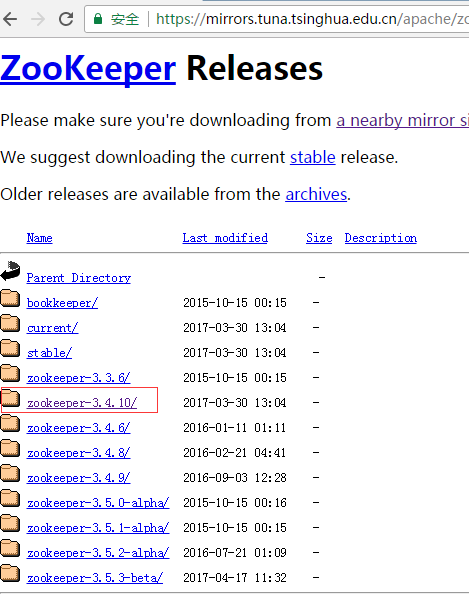 安全 https://mirrors.tuna.tsinghua.edu.cn/apache/zo
ZooKeeper Releases
Please make sure you're downloading from a nearby mirror si
We suggest downloading the current stable release.
Older releases are available from the archives.
Name Last modified Size Description
Parent Directory -
bookkeeper/ 2015-10-15 00:15 -
current/ 2017-03-30 13:04 -
stable/ 2017-03-30 13:04 -
zookeeper-3.3.6/ 2015-10-15 00:15 -
zookeeper-3.4.10/ 2017-03-30 13:04 -
zookeeper-3.4.6/ 2016-01-11 01:11 -
zookeeper-3.4.8/ 2016-02-21 04:41 -
zookeeper-3.4.9/ 2016-09-03 12:28 -
zookeeper-3.5.0-alpha/ 2015-10-15 00:16 -
zookeeper-3.5.1-alpha/ 2015-10-15 00:15 -
zookeeper-3.5.2-alpha/ 2016-07-21 01:09 -
zookeeper-3.5.3-beta/ 2017-04-17 11:32 -